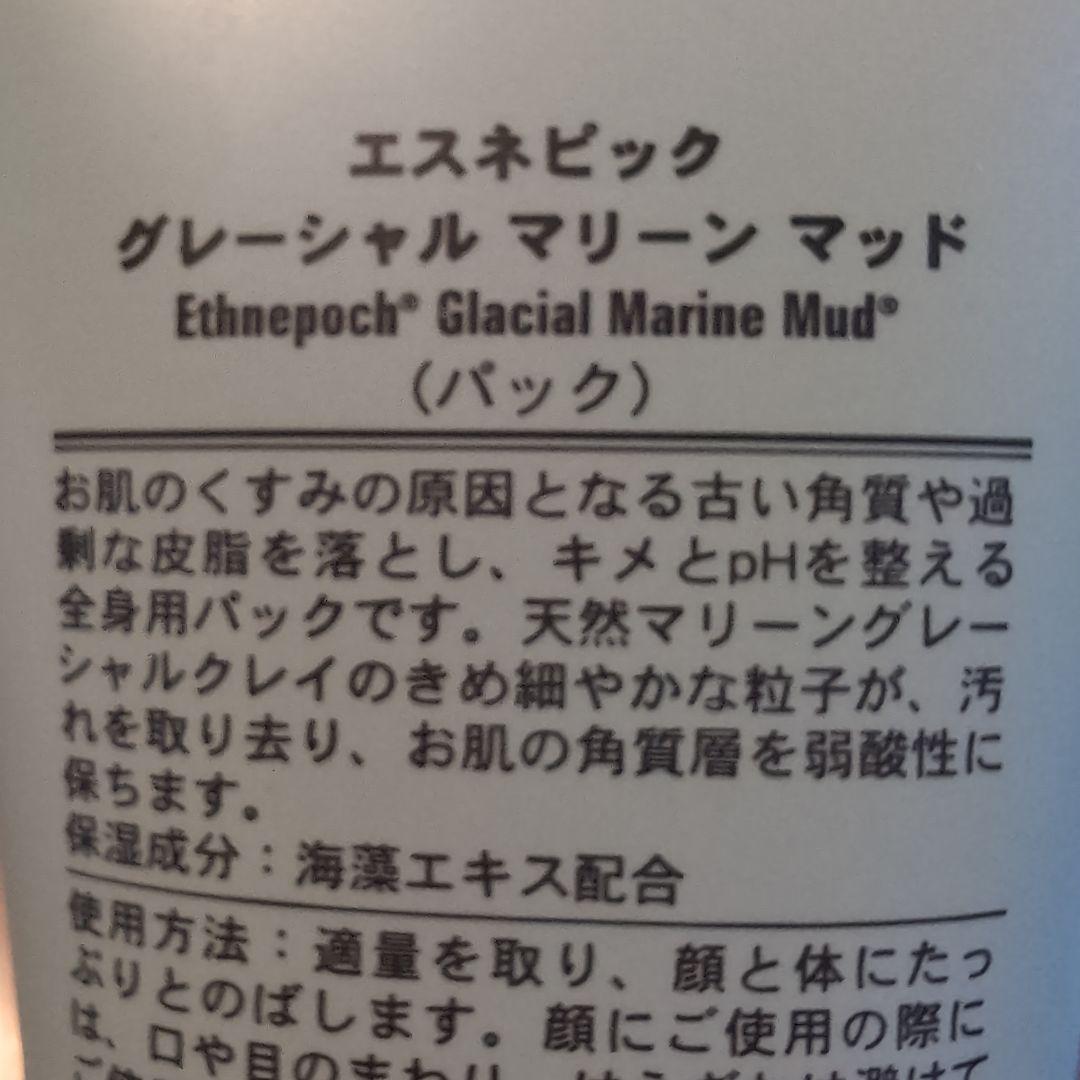 エスネピック
グレーシャル マリーン マッド
Ethnepoch® Glacial Marine Mud®
（パック）
お肌のくすみの原因となる古い角質や過
剰な皮脂を落とし、キメとpHを整える
全身用パックです。天然マリーングレー
シャルクレイのきめ細やかな粒子が、汚
れを取り去り、お肌の角質層を弱酸性に
保ちます。
保湿成分：海藻エキス配合
使用方法：適量を取り、顔と体にたっ
ぷりとのばします。顔にご使用の際に
は、口や目のまわり